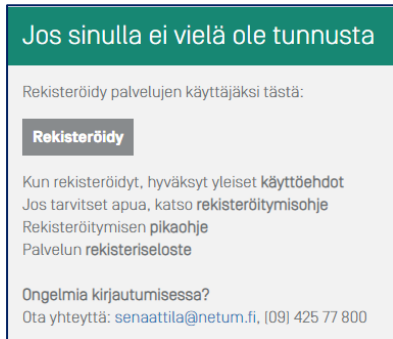 Jos sinulla ei vielä ole tunnusta
Rekisteröidy palvelujen käyttäjäksi tästä:
Rekisteröidy
Kun rekisteröidyt, hyväksyt yleiset käyttöehdot
Jos tarvitset apua, katso rekisteröitymisohje
Rekisteröitymisen pikaohje
Palvelun rekisteriseloste
Ongelmia kirjautumisessa?
Ota yhteyttä: senaattila@netum.fi, (09) 425 77 800